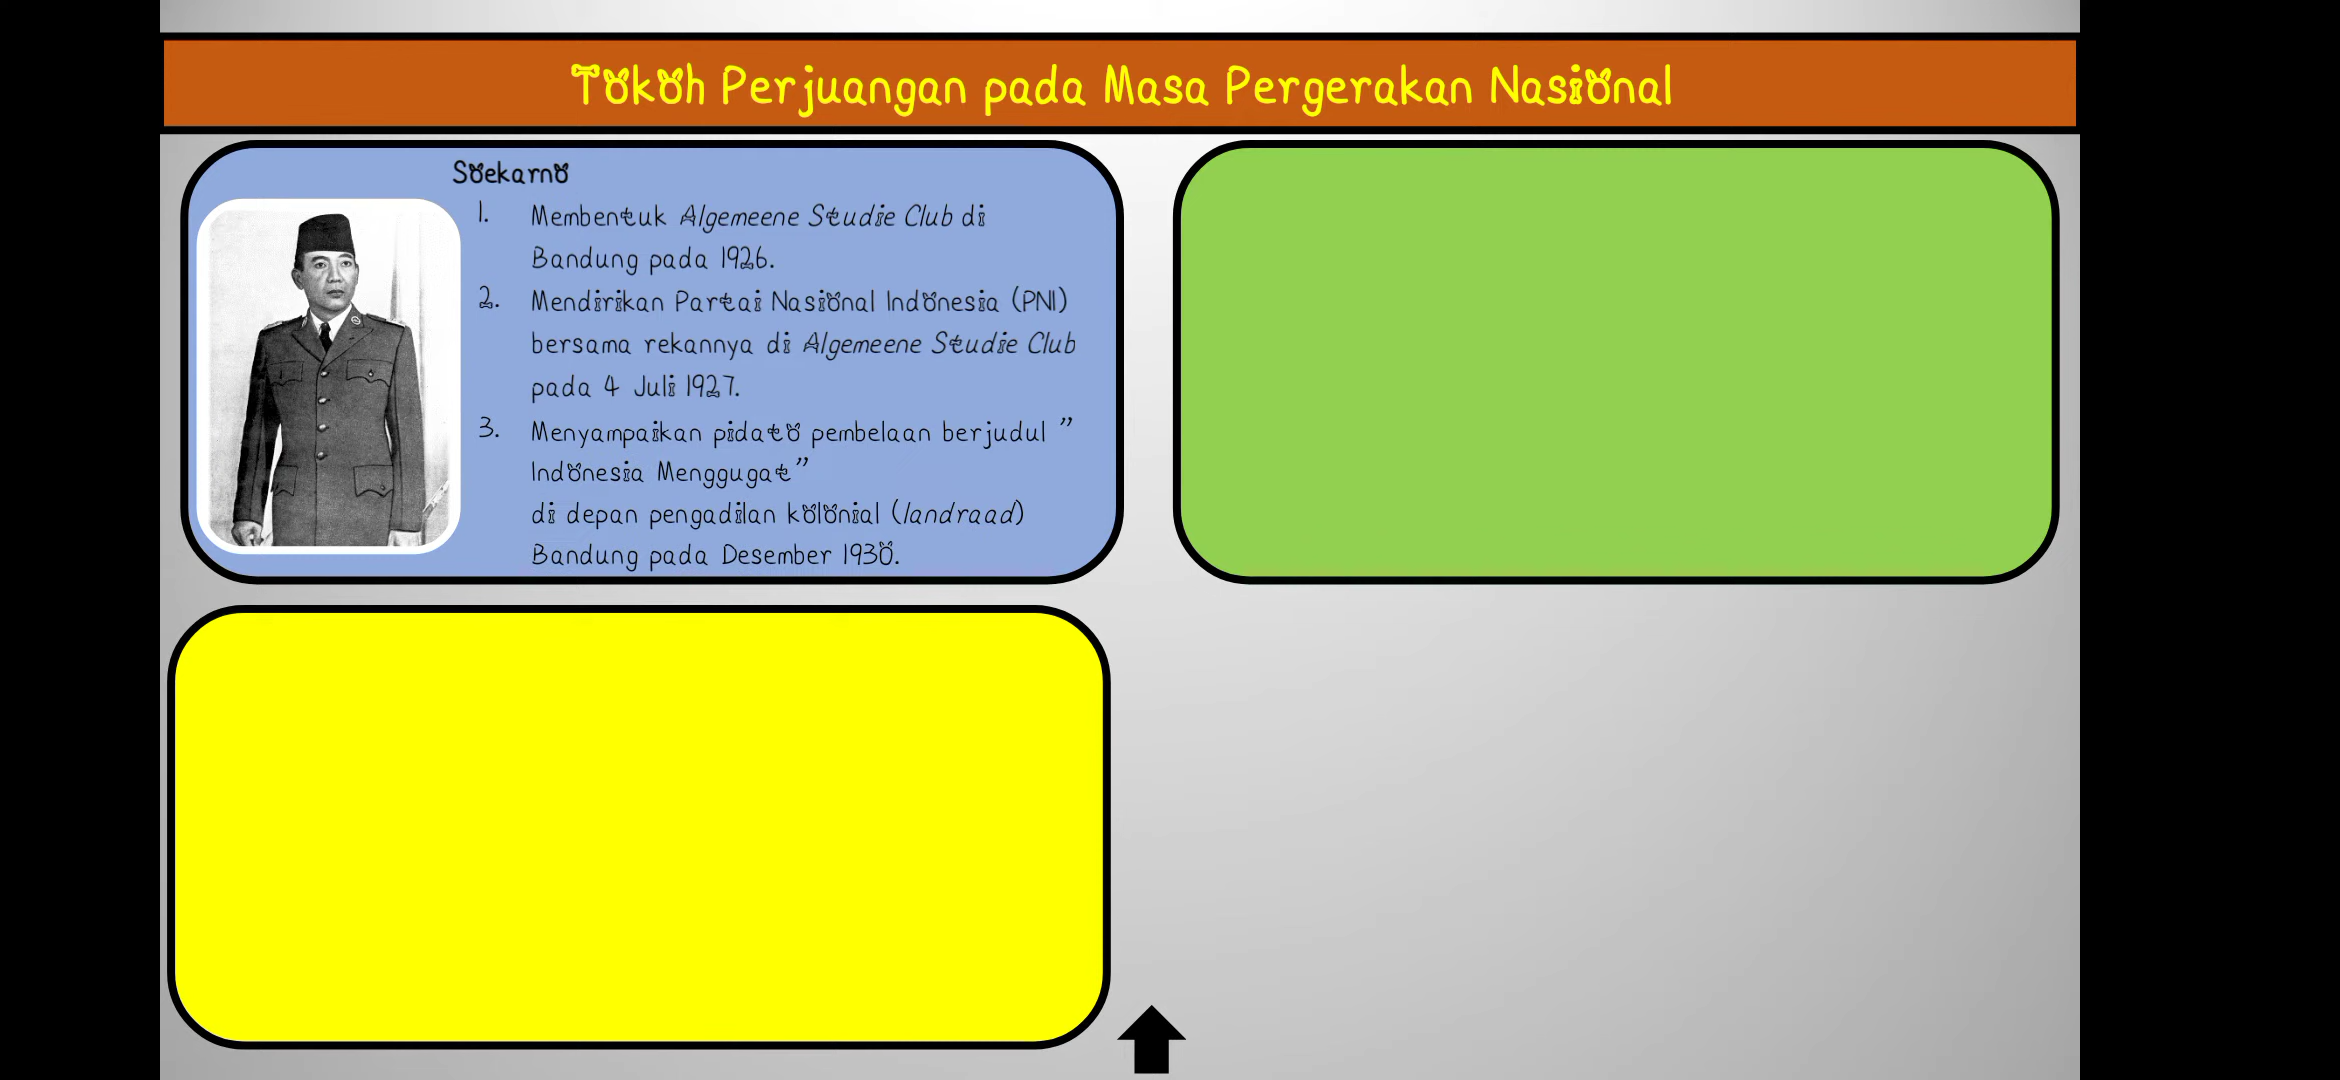 Tokoh Perjuangan pada Masa Pergerakan Nasional
Soekarno
1. Membentuk Algemeene Studie Club di
Bandung pada 1926.
2. Mendirikan Partai Nasional Indonesia (PNI)
bersama rekannya di Algemeene Studie Club
pada 4 Juli 1927.
3. Menyampaikan pidato pembelaan berjudul ”
Indonesia Menggugat”
di depan pengadilan kolonial (landraad)
Bandung pada Desember 1930.